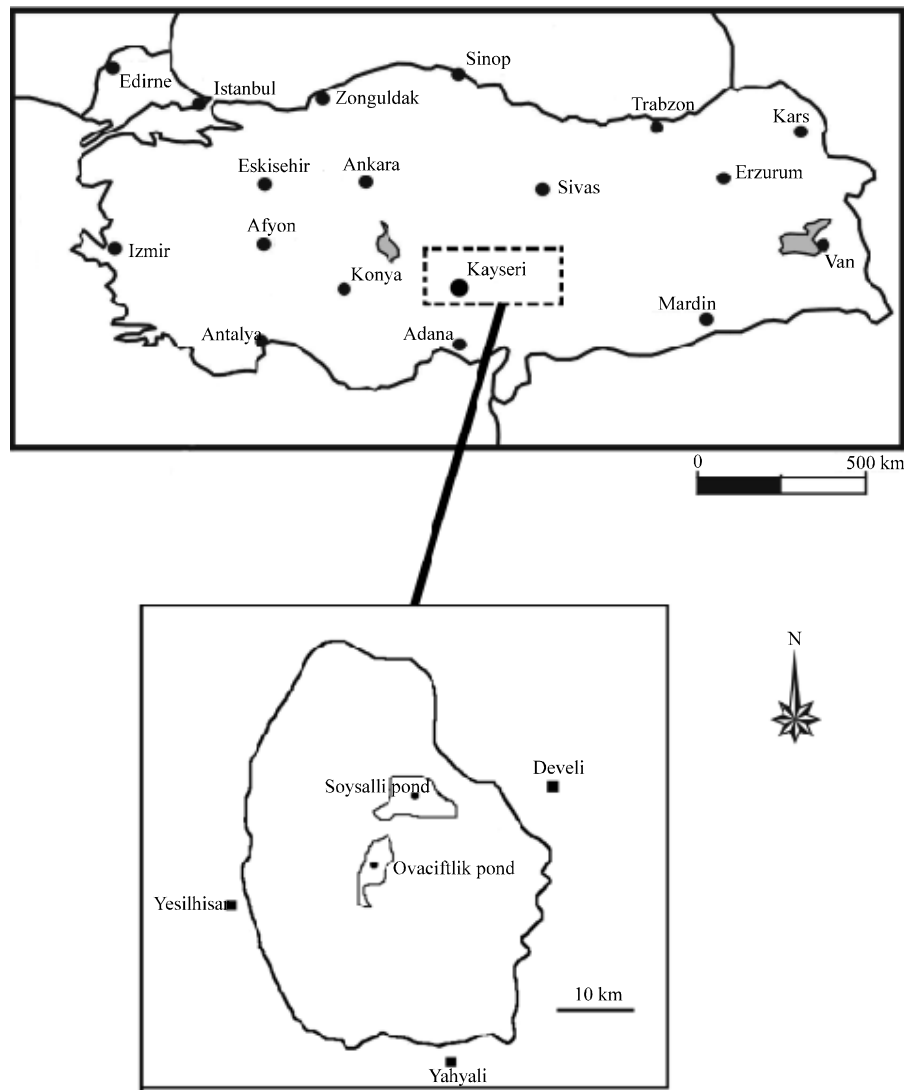 Sinop
Edirne
Istanbul
Zonguldak
Trabzon
Kars
Eskisehir
Ankara
Sivas
Erzurum
Afyon
Izmir
Konya
Kayseri
Van
Mardin
Antalya
Adana
0 500 km
N
Develi
Soysalli pond
Ovaciftlik pond
Yesilhisar
10 km
Yahyali